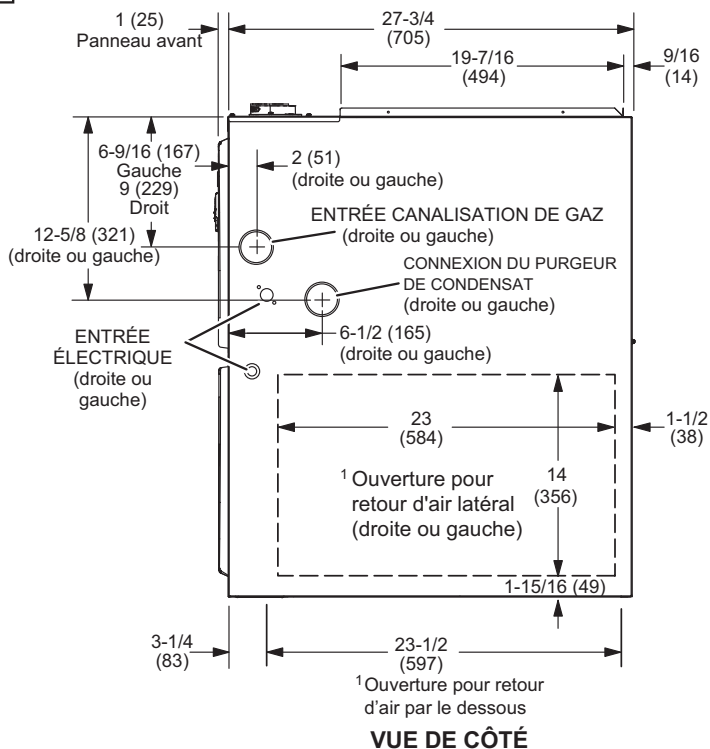 1 (25)
Panneau avant
27-3/4
(705)
19-7/16
(494)
9/16
(14)
6-9/16 (167)
Gauche
9 (229)
Droit
2 (51)
(droite ou gauche)
12-5/8 (321)
(droite ou gauche)
ENTRÉE CANALISATION DE GAZ
(droite ou gauche)
CONNEXION DU PURGEUR
DE CONDENSAT
(droite ou gauche)
6-1/2 (165)
(droite ou gauche)
ENTRÉE
ÉLECTRIQUE
(droite ou
gauche)
23
(584)
1-1/2
(38)
1 Ouverture pour
retour d'air latéral
(droite ou gauche)
14
(356)
1-15/16 (49)
3-1/4
(83)
23-1/2
(597)
1 Ouverture pour retour
d'air par le dessous
VUE DE CÔTÉ